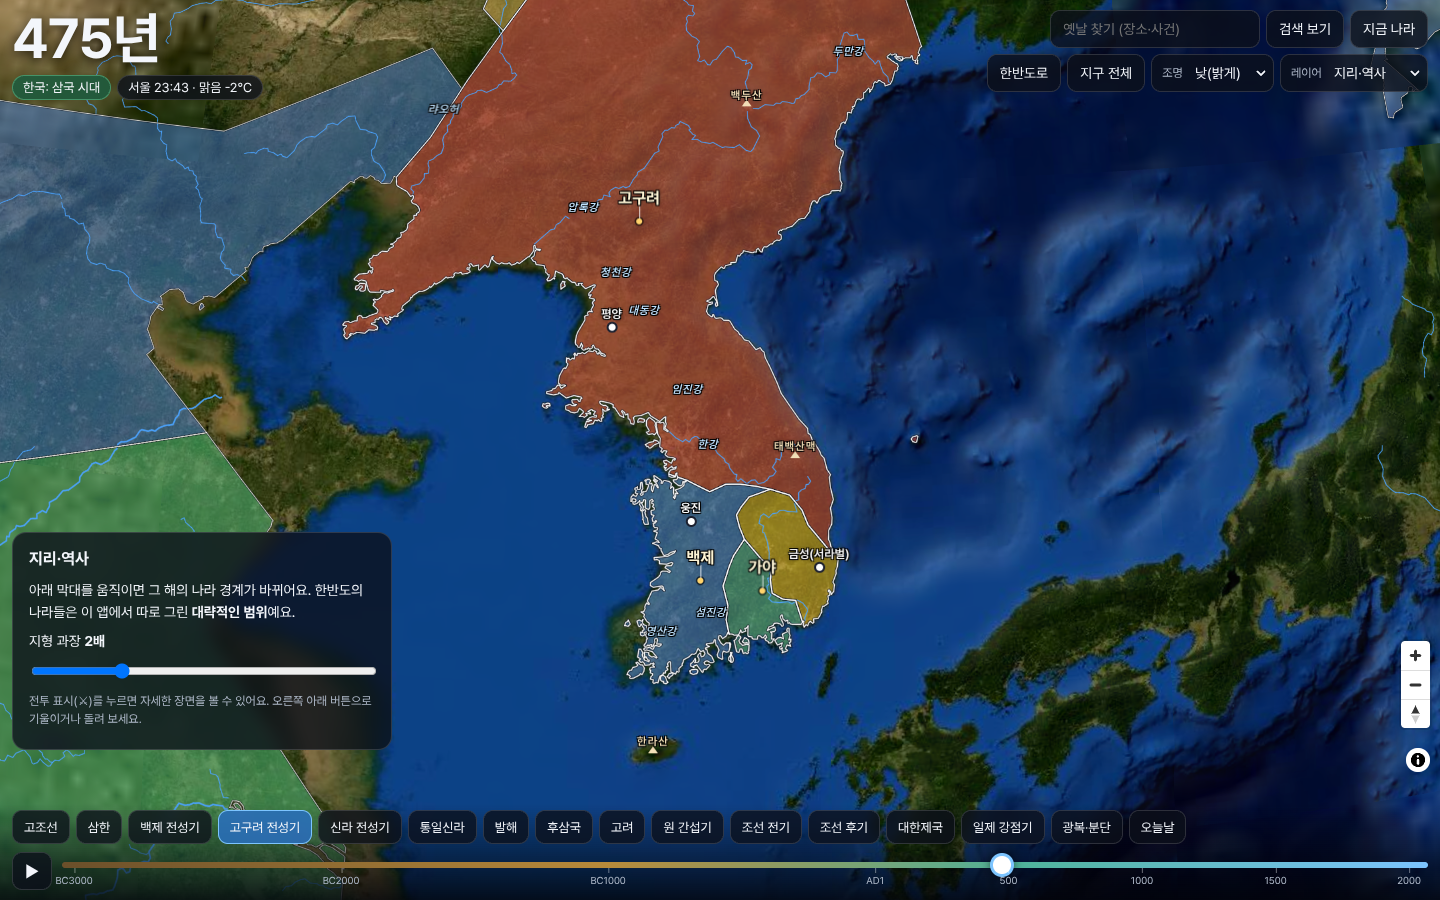 475년
한국: 삼국 시대
서울 23:43 · 맑음 -2°C
옛날 찾기 (장소·사건)
검색 보기
지금 나라
한반도로
지구 전체
조명 낮(밝게)
레이어 지리·역사
두만강
백두산
랴오허
고구려
압록강
청천강
대동강
평양
임진강
한강
태백산맥
웅진
백제
금성(서라벌)
가야
섬진강
영산강
한라산
지리·역사
아래 막대를 움직이면 그 해의 나라 경계가 바뀌어요. 한반도의
나라들은 이 앱에서 따로 그린 대략적인 범위예요.
지형 과장 2배
전투 표시(⚔)를 누르면 자세한 장면을 볼 수 있어요. 오른쪽 아래 버튼으로
기울이거나 돌려 보세요.
고조선
삼한
백제 전성기
고구려 전성기
신라 전성기
통일신라
발해
후삼국
고려
원 간섭기
조선 전기
조선 후기
대한제국
일제 강점기
광복·분단
오늘날
BC3000
BC2000
BC1000
AD1
500
1000
1500
2000